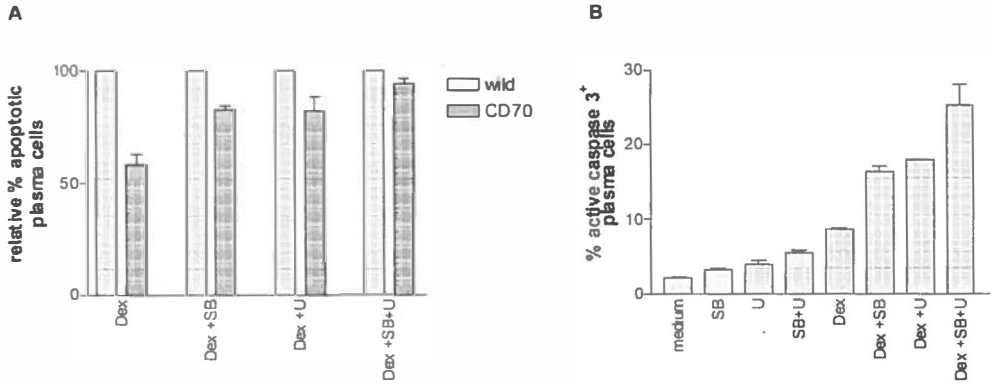 A
relative % apoptotic
plasma cells
100
50
0
Dex
Dex +SB
Dex +U
Dex +SB+U
wild
CD70
B
% active caspase 3+
plasma cells
30
20
10
0
medium
SB
U
SB+U
Dex
Dex +SB
Dex +U
Dex +SB+U